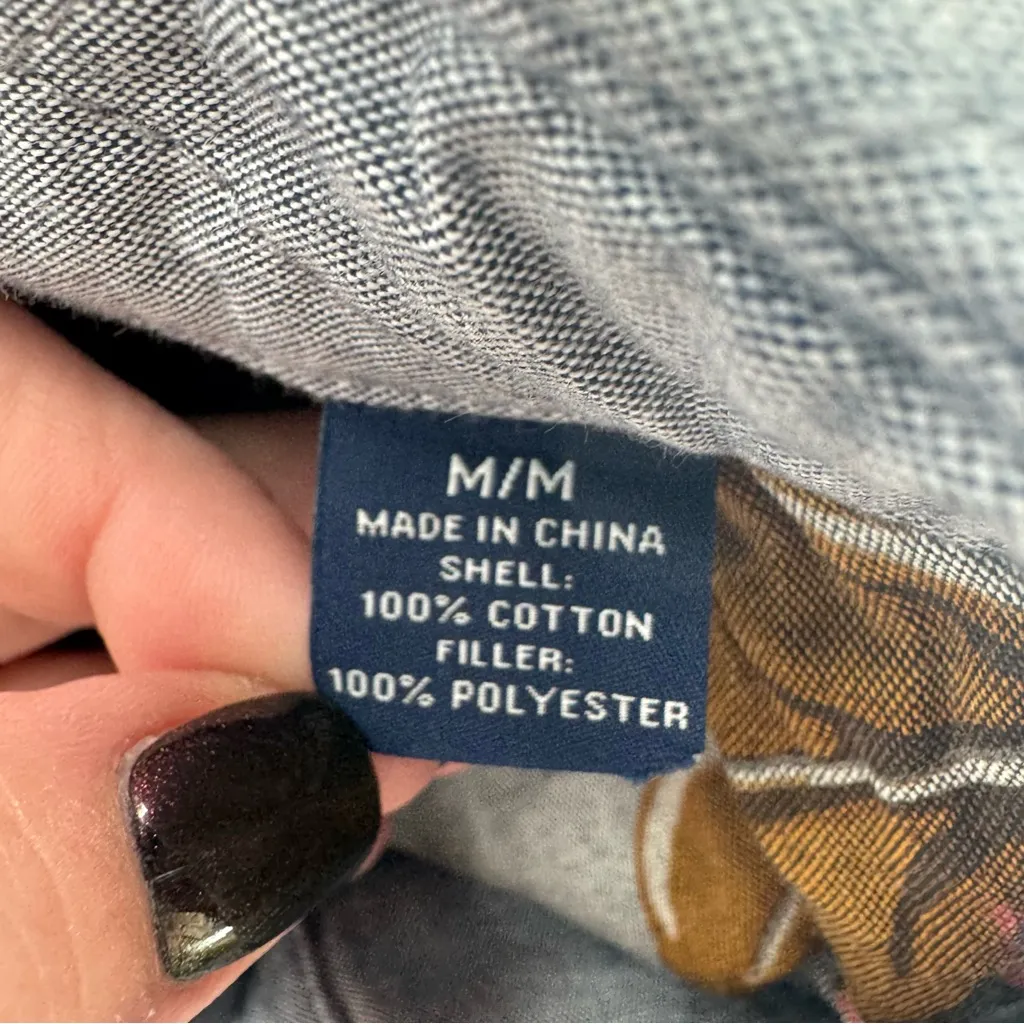 M/M
MADE IN CHINA
SHELL:
100% COTTON
FILLER:
100% POLYESTER